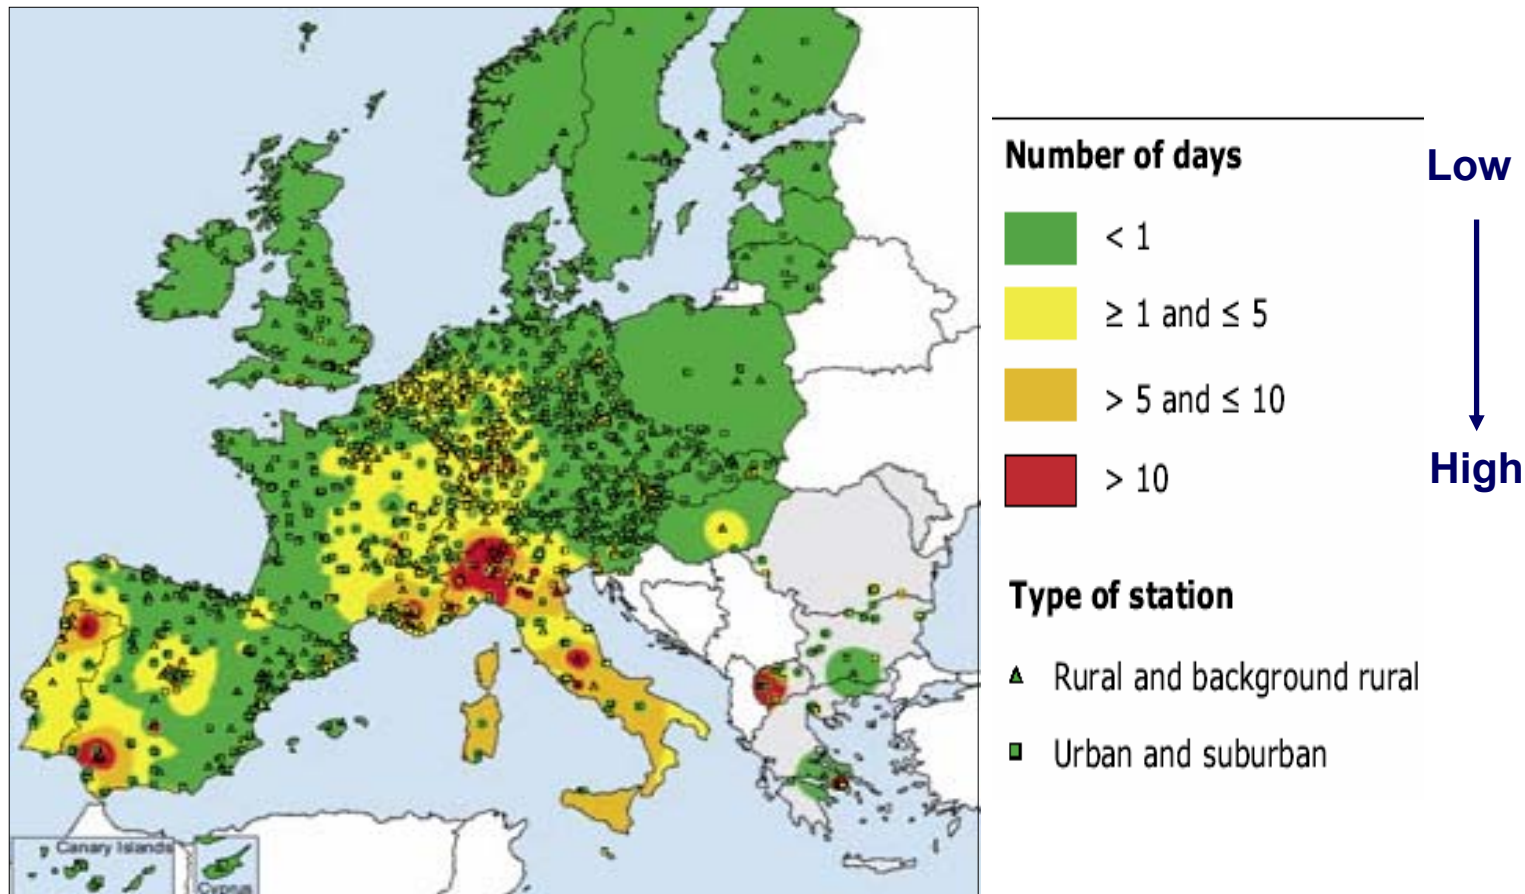 Number of days
Low
< 1
≥ 1 and ≤ 5
> 5 and ≤ 10
> 10
High
Type of station
Rural and background rural
Urban and suburban
Canary Islands
Cyprus